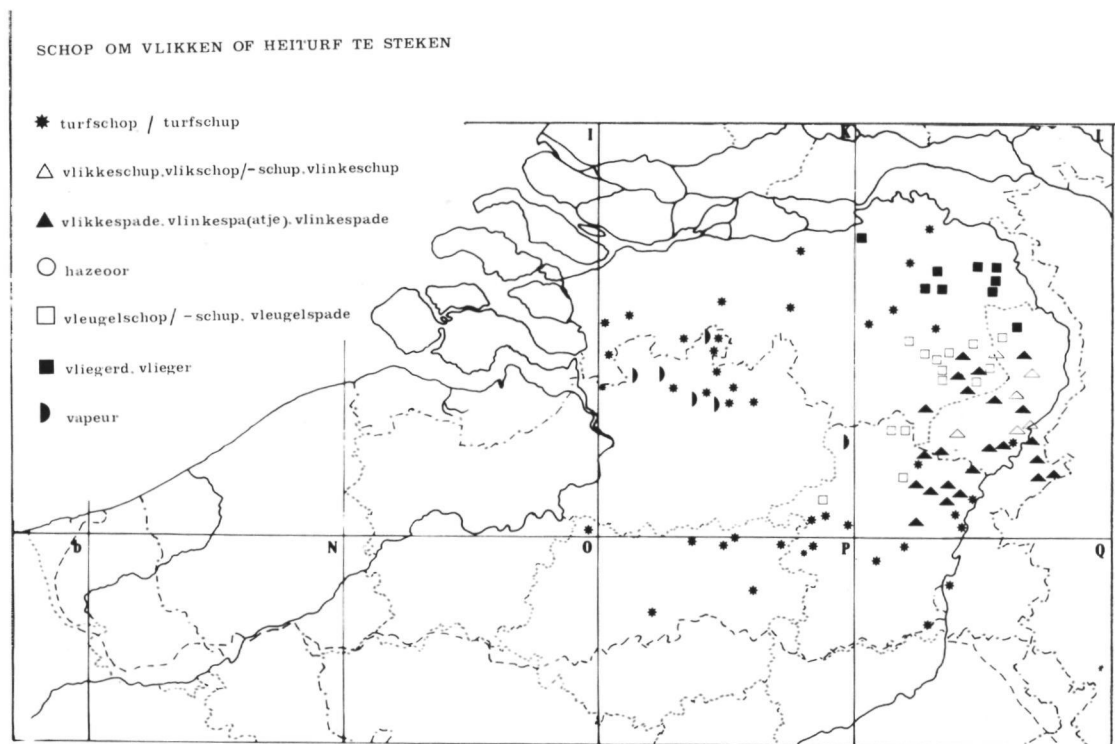 SCHOP OM VLIKKEN OF HEITURF TE STEKEN
turfschop / turfschup
vlikkeschup, vlikschop/-schup, vlinkeschup
vlikkespade, vlinkespa(atje), vlinkespade
hazeoor
vleugelschop/ -schup, vleugelspade
vliegerd, vlieger
vapeur
I K L
b N O P Q